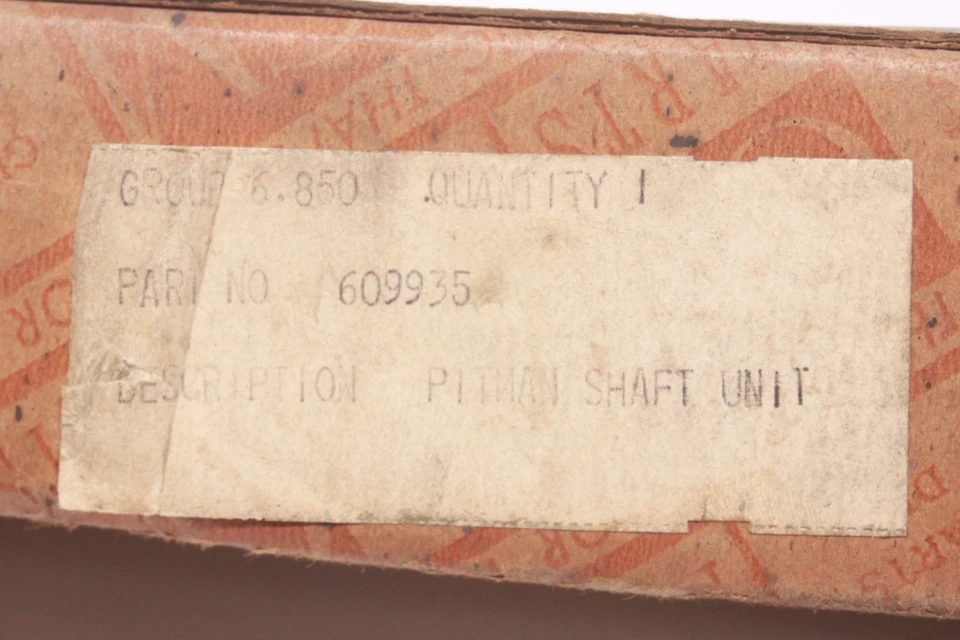 GROUP 6.850 QUANTITY 1
PART NO 609935
DESCRIPTION PITMAN SHAFT UNIT